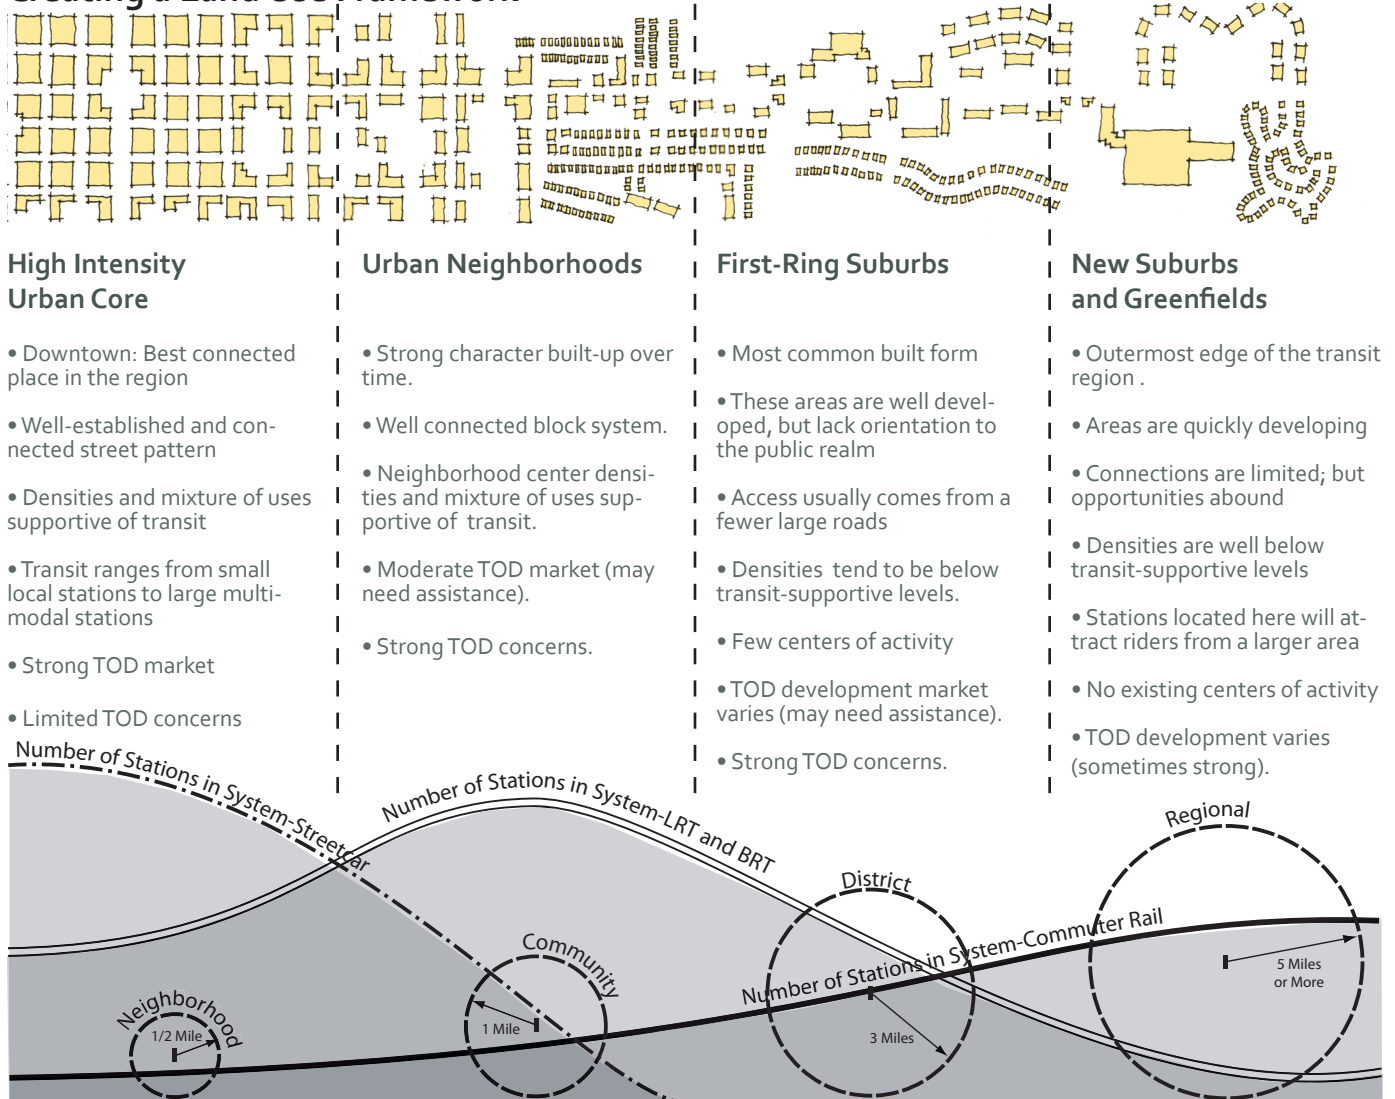 Creating a Land Use Framework
High Intensity
Urban Core
• Downtown: Best connected
place in the region
• Well-established and con-
nected street pattern
• Densities and mixture of uses
supportive of transit
• Transit ranges from small
local stations to large multi-
modal stations
• Strong TOD market
• Limited TOD concerns
Urban Neighborhoods
• Strong character built-up over
time.
• Well connected block system.
• Neighborhood center densi-
ties and mixture of uses sup-
portive of transit.
• Moderate TOD market (may
need assistance).
• Strong TOD concerns.
First-Ring Suburbs
• Most common built form
• These areas are well devel-
oped, but lack orientation to
the public realm
• Access usually comes from a
fewer large roads
• Densities tend to be below
transit-supportive levels.
• Few centers of activity
• TOD development market
varies (may need assistance).
• Strong TOD concerns.
New Suburbs
and Greenfields
• Outermost edge of the transit
region .
• Areas are quickly developing
• Connections are limited; but
opportunities abound
• Densities are well below
transit-supportive levels
• Stations located here will at-
tract riders from a larger area
• No existing centers of activity
• TOD development varies
(sometimes strong).
Number of Stations in System-Streetcar
Number of Stations in System-LRT and BRT
Number of Stations in System-Commuter Rail
Neighborhood
1/2 Mile
Community
1 Mile
District
3 Miles
Regional
5 Miles
or More